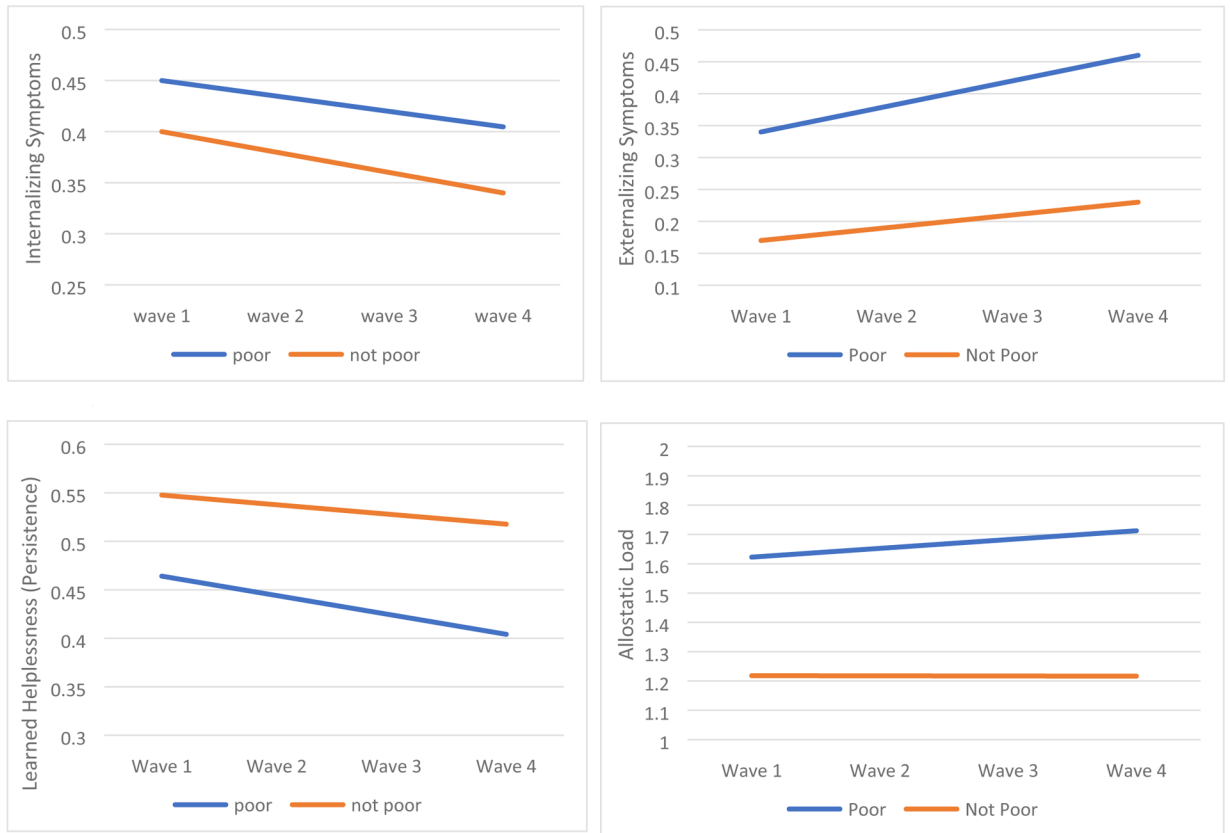 Internalizing Symptoms
0.5
0.45
0.4
0.35
0.3
0.25
wave 1 wave 2 wave 3 wave 4
poor not poor
Externalizing Symptoms
0.5
0.45
0.4
0.35
0.3
0.25
0.2
0.15
0.1
Wave 1 Wave 2 Wave 3 Wave 4
Poor Not Poor
Learned Helplessness (Persistence)
0.6
0.55
0.5
0.45
0.4
0.35
0.3
Wave 1 Wave 2 Wave 3 Wave 4
poor not poor
Allostatic Load
2
1.9
1.8
1.7
1.6
1.5
1.4
1.3
1.2
1.1
1
Wave 1 Wave 2 Wave 3 Wave 4
Poor Not Poor